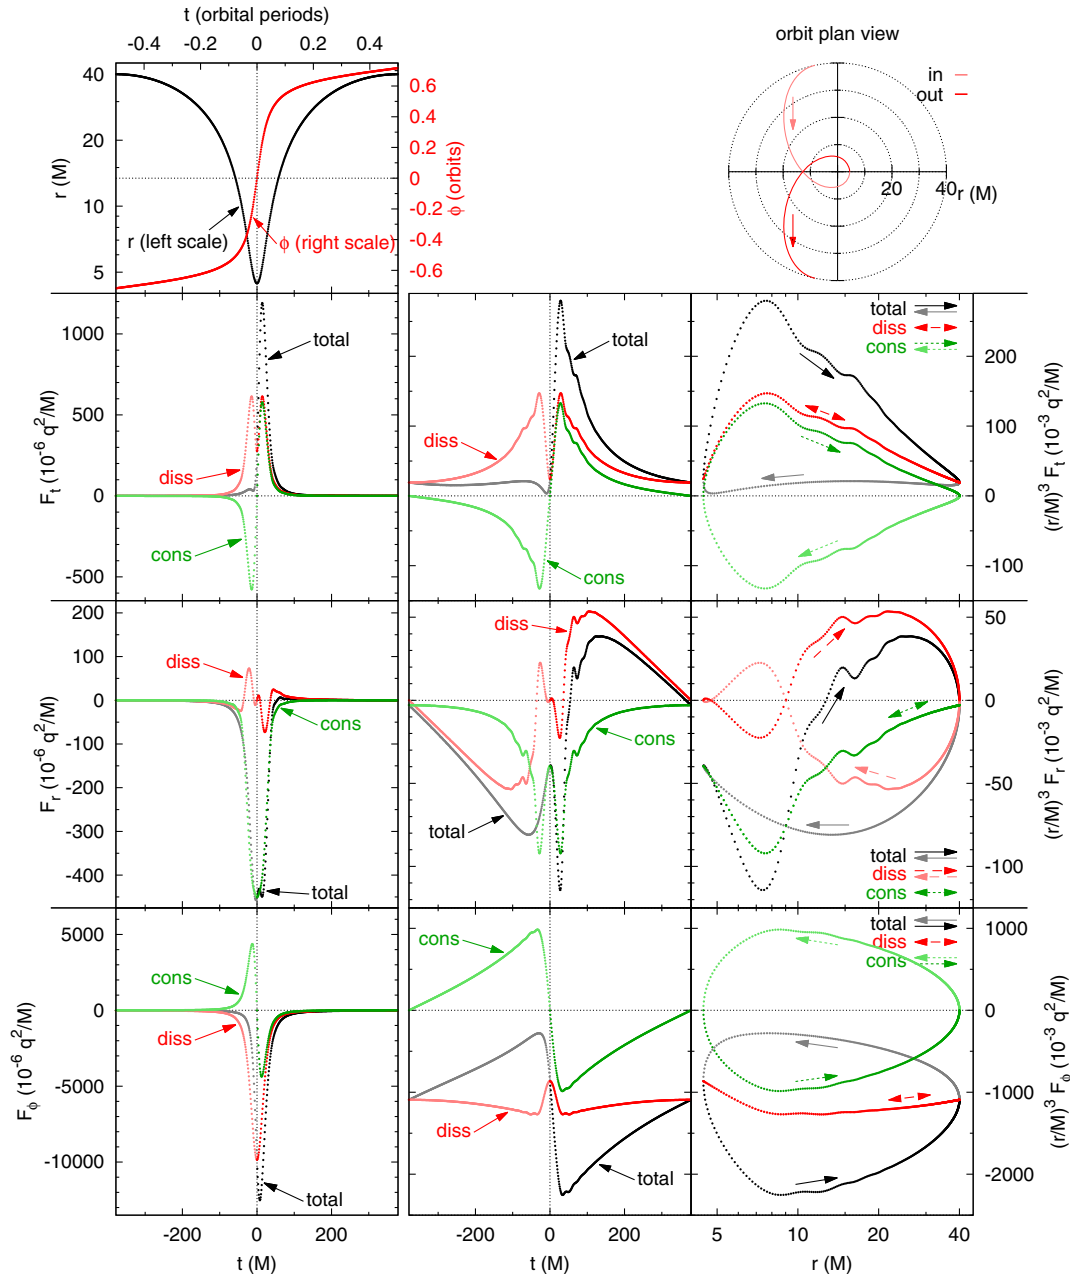 t (orbital periods)
-0.4 -0.2 0 0.2 0.4
40
20
10
5
r (M)
0.6
0.4
0.2
0
-0.2
-0.4
-0.6
ϕ (orbits)
r (left scale)
ϕ (right scale)
orbit plan view
in
out
20 40 r (M)
1000
500
0
-500
F_t (10^-6 q^2/M)
total
diss
cons
total
diss
cons
total
diss
cons
200
100
0
-100
(r/M)^3 F_t (10^-3 q^2/M)
200
100
0
-100
-200
-300
-400
F_r (10^-6 q^2/M)
diss
cons
total
diss
cons
total
total
diss
cons
50
0
-50
-100
(r/M)^3 F_r (10^-3 q^2/M)
5000
0
-5000
-10000
F_ϕ (10^-6 q^2/M)
cons
diss
total
cons
diss
total
total
diss
cons
1000
0
-1000
-2000
(r/M)^3 F_ϕ (10^-3 q^2/M)
-200 0 200
t (M)
-200 0 200
t (M)
5 10 20 40
r (M)